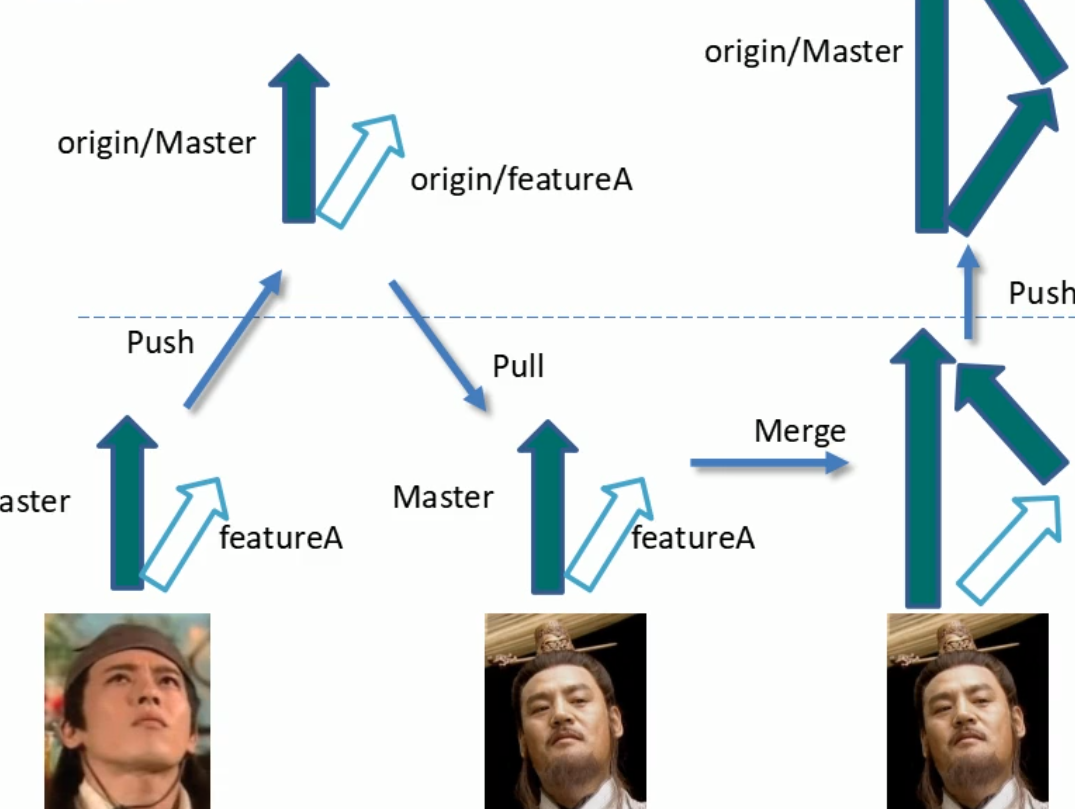 origin/Master
origin/Master
origin/featureA
Push
Push
Pull
Merge
aster
featureA
Master
featureA